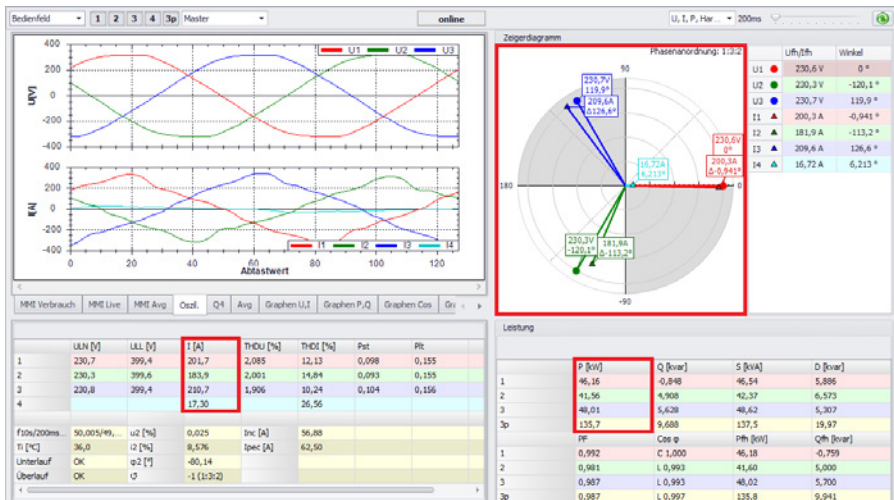 Bedienfeld 1 2 3 4 3p Master online U, I, P, Har... 200ms
Zeigerdiagramm
Phasenanordnung: 1:3:2
U1 U2 U3
U[V]
400
200
0
-200
-400
I[A]
400
200
0
-200
-400
I1 I2 I3 I4
0 20 40 60 80 100 120
Abtastwert
90
180
0
-90
230,7V
119,9°
209,6A
Δ126,6°
230,6V
0°
200,3A
Δ-0,941°
16,72A
6,213°
230,3V
-120,1°
181,9A
Δ-113,2°
Ufh/Ifh Winkel
U1 230,6 V 0 °
U2 230,3 V -120,1 °
U3 230,7 V 119,9 °
I1 200,3 A -0,941 °
I2 181,9 A -113,2 °
I3 209,6 A 126,6 °
I4 16,72 A 6,213 °
MMI Verbrauch MMI Live MMI Avg Oszil. Q4 Avg Graphen U,I Graphen P,Q Graphen Cos
ULN [V] ULL [V] I [A] THDU [%] THDI [%] Pst Plt
1 230,7 399,4 201,7 2,085 12,13 0,098 0,155
2 230,3 399,6 183,9 2,001 14,84 0,093 0,155
3 230,8 399,4 210,7 1,906 10,24 0,104 0,156
4 17,30 26,56
f10s/200ms... 50,005/49,... u2 [%] 0,025 Inc [A] 56,88
Ti [°C] 36,0 i2 [%] 8,576 Ipec [A] 62,50
Unterlauf OK φ2 [°] -80,14
Überlauf OK ↺ -1 (1:3:2)
Leistung
P [kW] Q [kvar] S [kVA] D [kvar]
1 46,16 -0,848 46,54 5,886
2 41,56 4,908 42,37 6,573
3 48,01 5,628 48,62 5,307
3p 135,7 9,688 137,5 19,97
PF Cos φ Pfh [kW] Qfh [kvar]
1 0,992 C 1,000 46,18 -0,759
2 0,981 L 0,993 41,60 5,000
3 0,987 L 0,993 48,02 5,700
3p 0,987 L 0,997 135,8 9,941